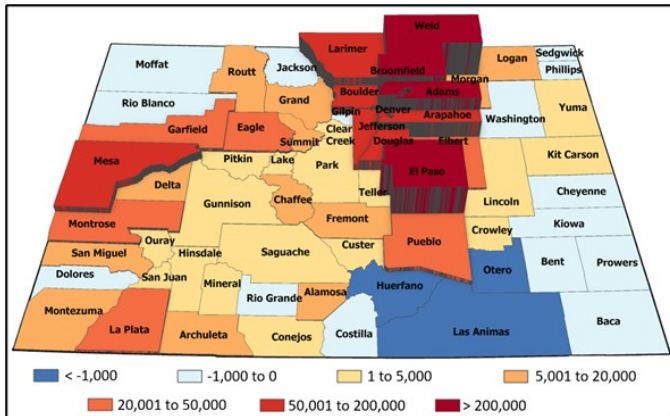 Weld
Larimer
Sedgwick
Logan
Moffat
Jackson
Routt
Broomfield
Phillips
Morgan
Grand
Boulder
Adams
Rio Blanco
Yuma
Gilpin
Denver
Washington
Eagle
Clear
Creek
Jefferson
Arapahoe
Garfield
Summit
Douglas
Elbert
Kit Carson
Mesa
Pitkin
Lake
Park
El Paso
Delta
Teller
Cheyenne
Gunnison
Chaffee
Lincoln
Montrose
Fremont
Kiowa
Ouray
Pueblo
Crowley
San Miguel
Hinsdale
Saguache
Custer
Otero
Bent
Prowers
Dolores
San Juan
Mineral
Huerfano
Rio Grande
Alamosa
Montezuma
La Plata
Archuleta
Conejos
Costilla
Las Animas
Baca
< -1,000
-1,000 to 0
1 to 5,000
5,001 to 20,000
20,001 to 50,000
50,001 to 200,000
> 200,000